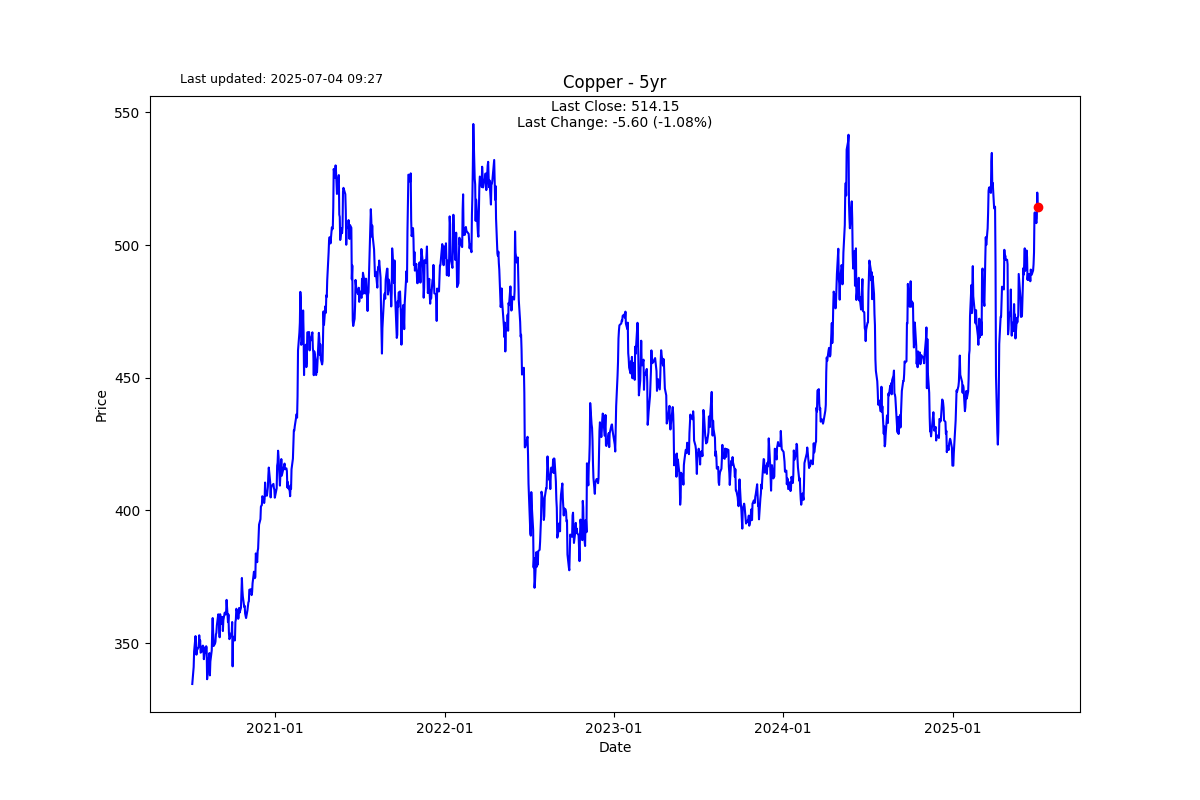 Last updated: 2025-07-04 09:27
Copper - 5yr
Last Close: 514.15
Last Change: -5.60 (-1.08%)
550
500
450
400
350
Price
2021-01
2022-01
2023-01
2024-01
2025-01
Date